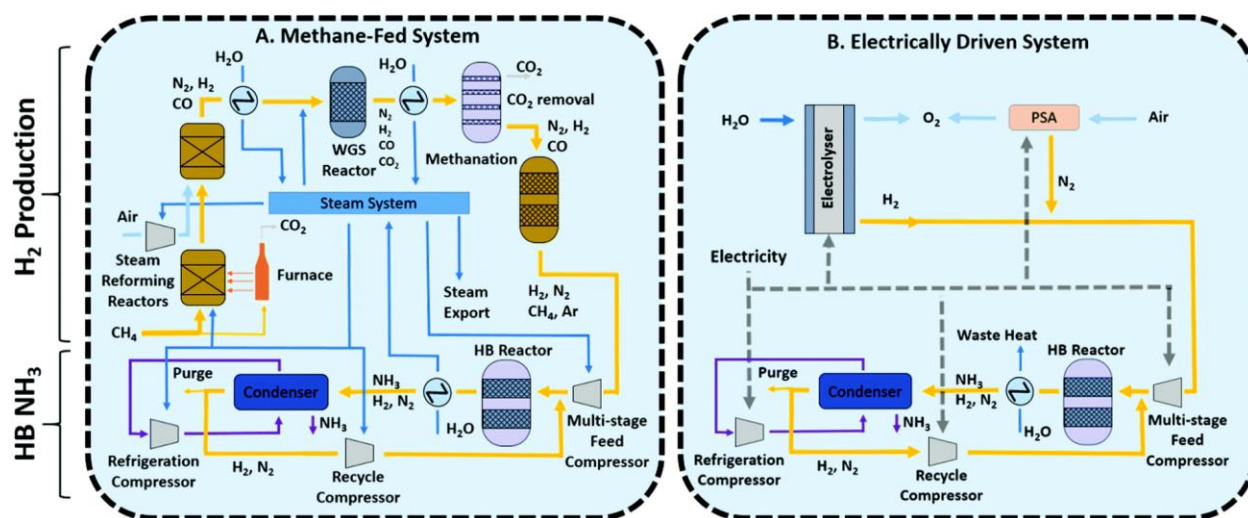 A. Methane-Fed System
H₂O
H₂O
CO₂
N₂, H₂
CO
CO₂ removal
N₂
H₂
CO
CO₂
N₂, H₂
CO
WGS
Reactor
Methanation
Steam System
Air
CO₂
Steam
Reforming
Reactors
Furnace
Steam
Export
H₂, N₂
CH₄, Ar
CH₄
H₂ Production
HB NH₃
HB Reactor
Purge
Condenser
NH₃
H₂, N₂
NH₃
H₂O
Multi-stage
Feed
Compressor
Refrigeration
Compressor
H₂, N₂
Recycle
Compressor
B. Electrically Driven System
H₂O
Electrolyser
O₂
PSA
Air
N₂
H₂
Electricity
Waste Heat
HB Reactor
Purge
Condenser
NH₃
H₂, N₂
NH₃
H₂O
Multi-stage
Feed
Compressor
Refrigeration
Compressor
H₂, N₂
Recycle
Compressor